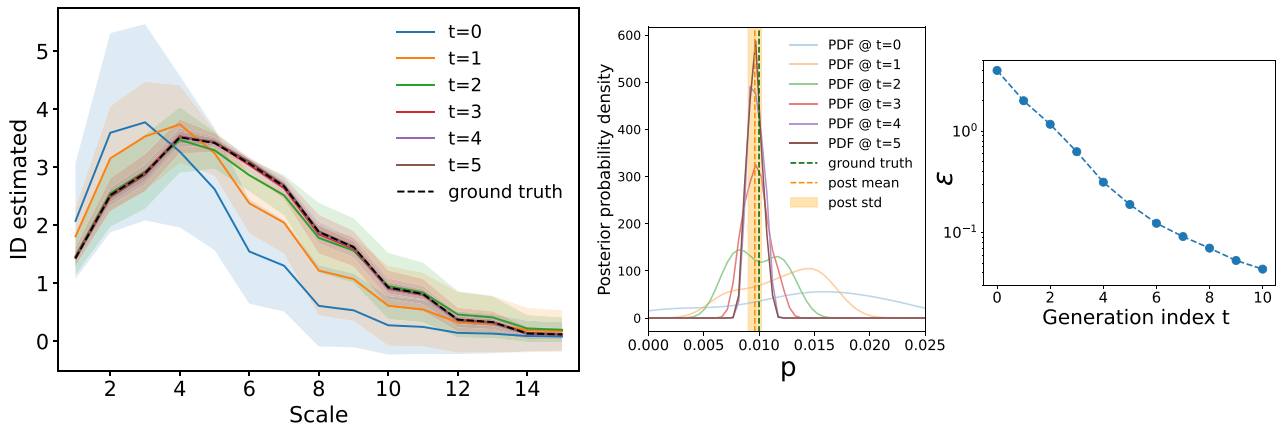 ID estimated
5
4
3
2
1
0
2
4
6
8
10
12
14
Scale
t=0
t=1
t=2
t=3
t=4
t=5
ground truth
Posterior probability density
600
500
400
300
200
100
0
0.000
0.005
0.010
0.015
0.020
0.025
p
PDF @ t=0
PDF @ t=1
PDF @ t=2
PDF @ t=3
PDF @ t=4
PDF @ t=5
ground truth
post mean
post std
ε
10⁰
10⁻¹
0
2
4
6
8
10
Generation index t